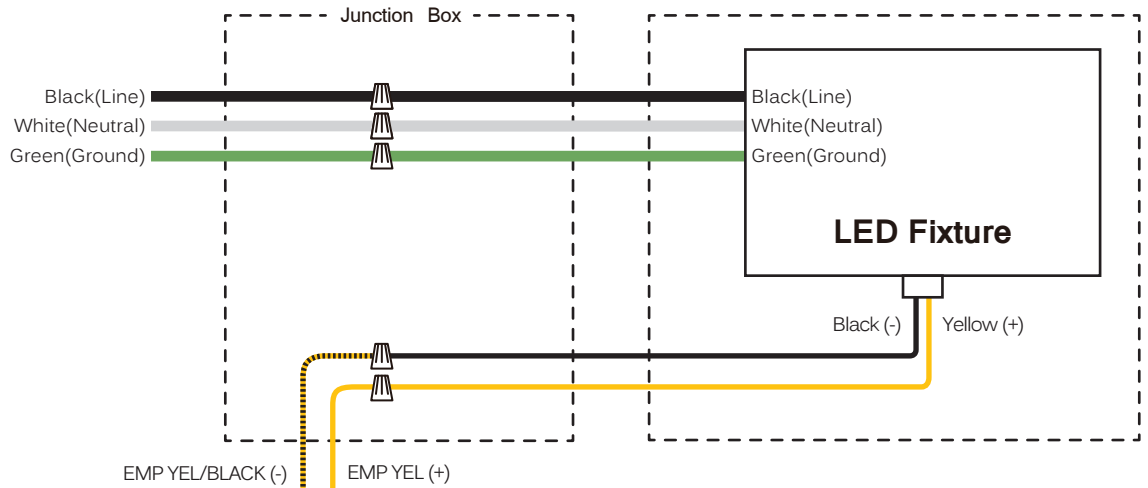 Junction Box
Black(Line)
White(Neutral)
Green(Ground)
Black(Line)
White(Neutral)
Green(Ground)
LED Fixture
Black (-)
Yellow (+)
EMP YEL/BLACK (-)
EMP YEL (+)